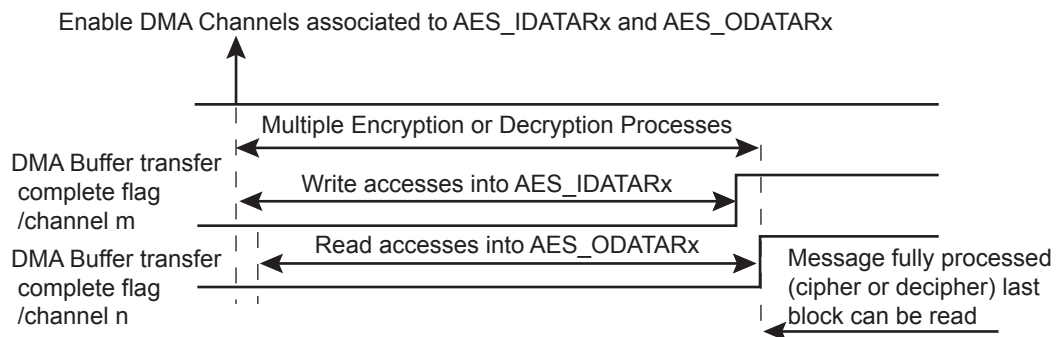 Enable DMA Channels associated to AES_IDATARx and AES_ODATARx
Multiple Encryption or Decryption Processes
DMA Buffer transfer
complete flag
/channel m
Write accesses into AES_IDATARx
DMA Buffer transfer
complete flag
/channel n
Read accesses into AES_ODATARx
Message fully processed
(cipher or decipher) last
block can be read